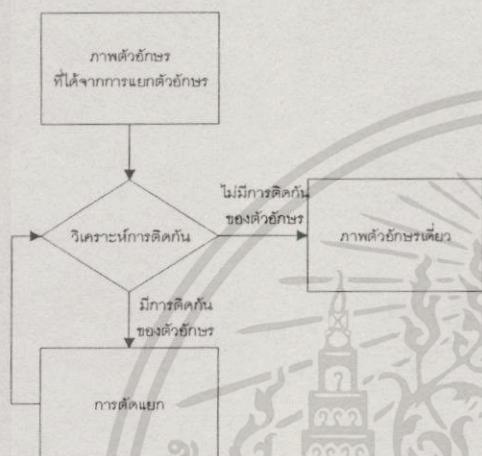 ภาพตัวอักษร
ที่ได้จากการแยกตัวอักษร
วิเคราะห์การติดกัน
ไม่มีการติดกัน
ของตัวอักษร
ภาพตัวอักษรเดี่ยว
มีการติดกัน
ของตัวอักษร
การตัดแยก